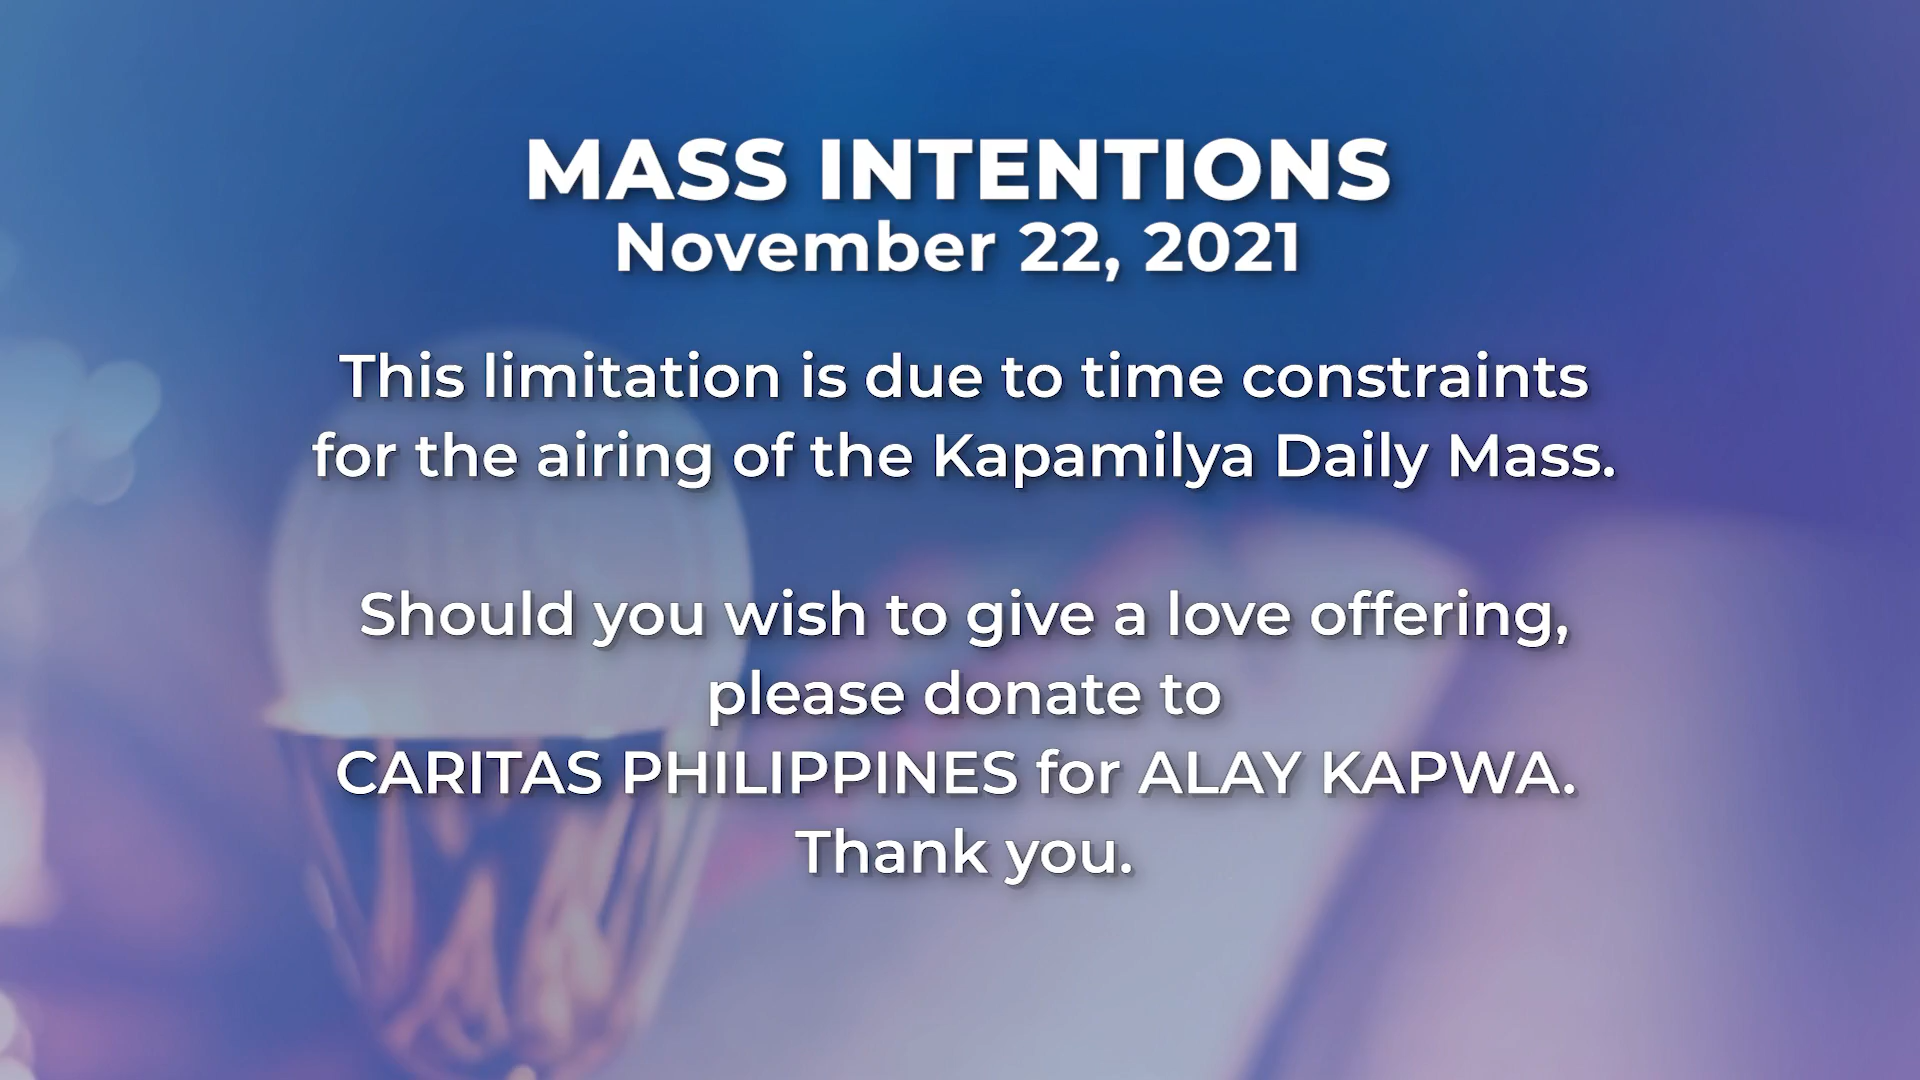 MASS INTENTIONS
November 22, 2021
This limitation is due to time constraints
for the airing of the Kapamilya Daily Mass.
Should you wish to give a love offering,
please donate to
CARITAS PHILIPPINES for ALAY KAPWA.
Thank you.